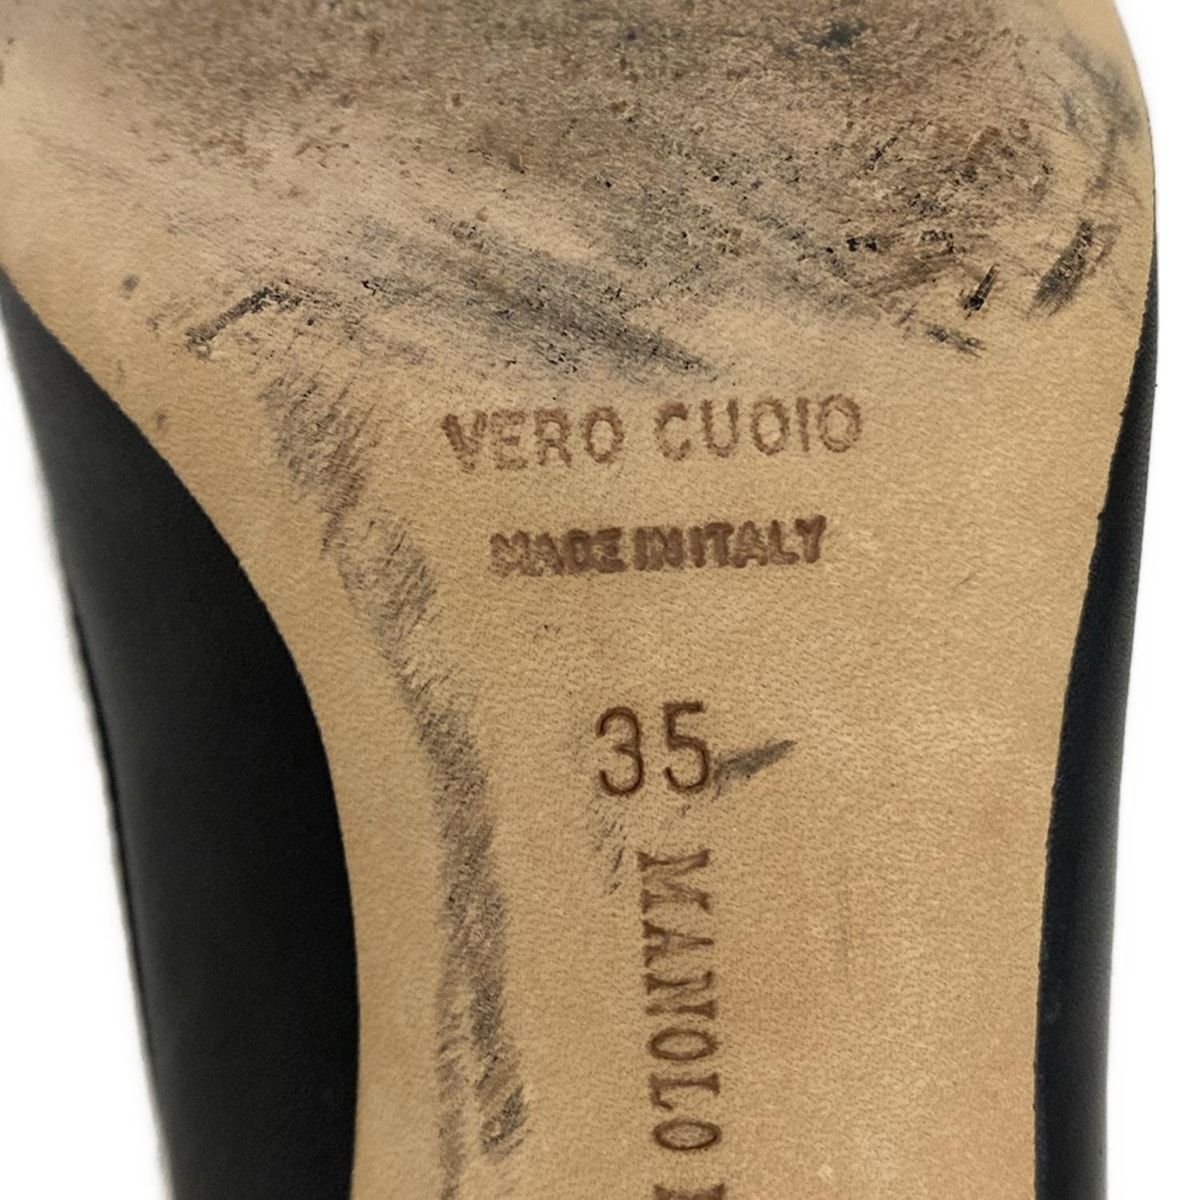 VERO CUOIO
MADE IN ITALY
35
MANOLO